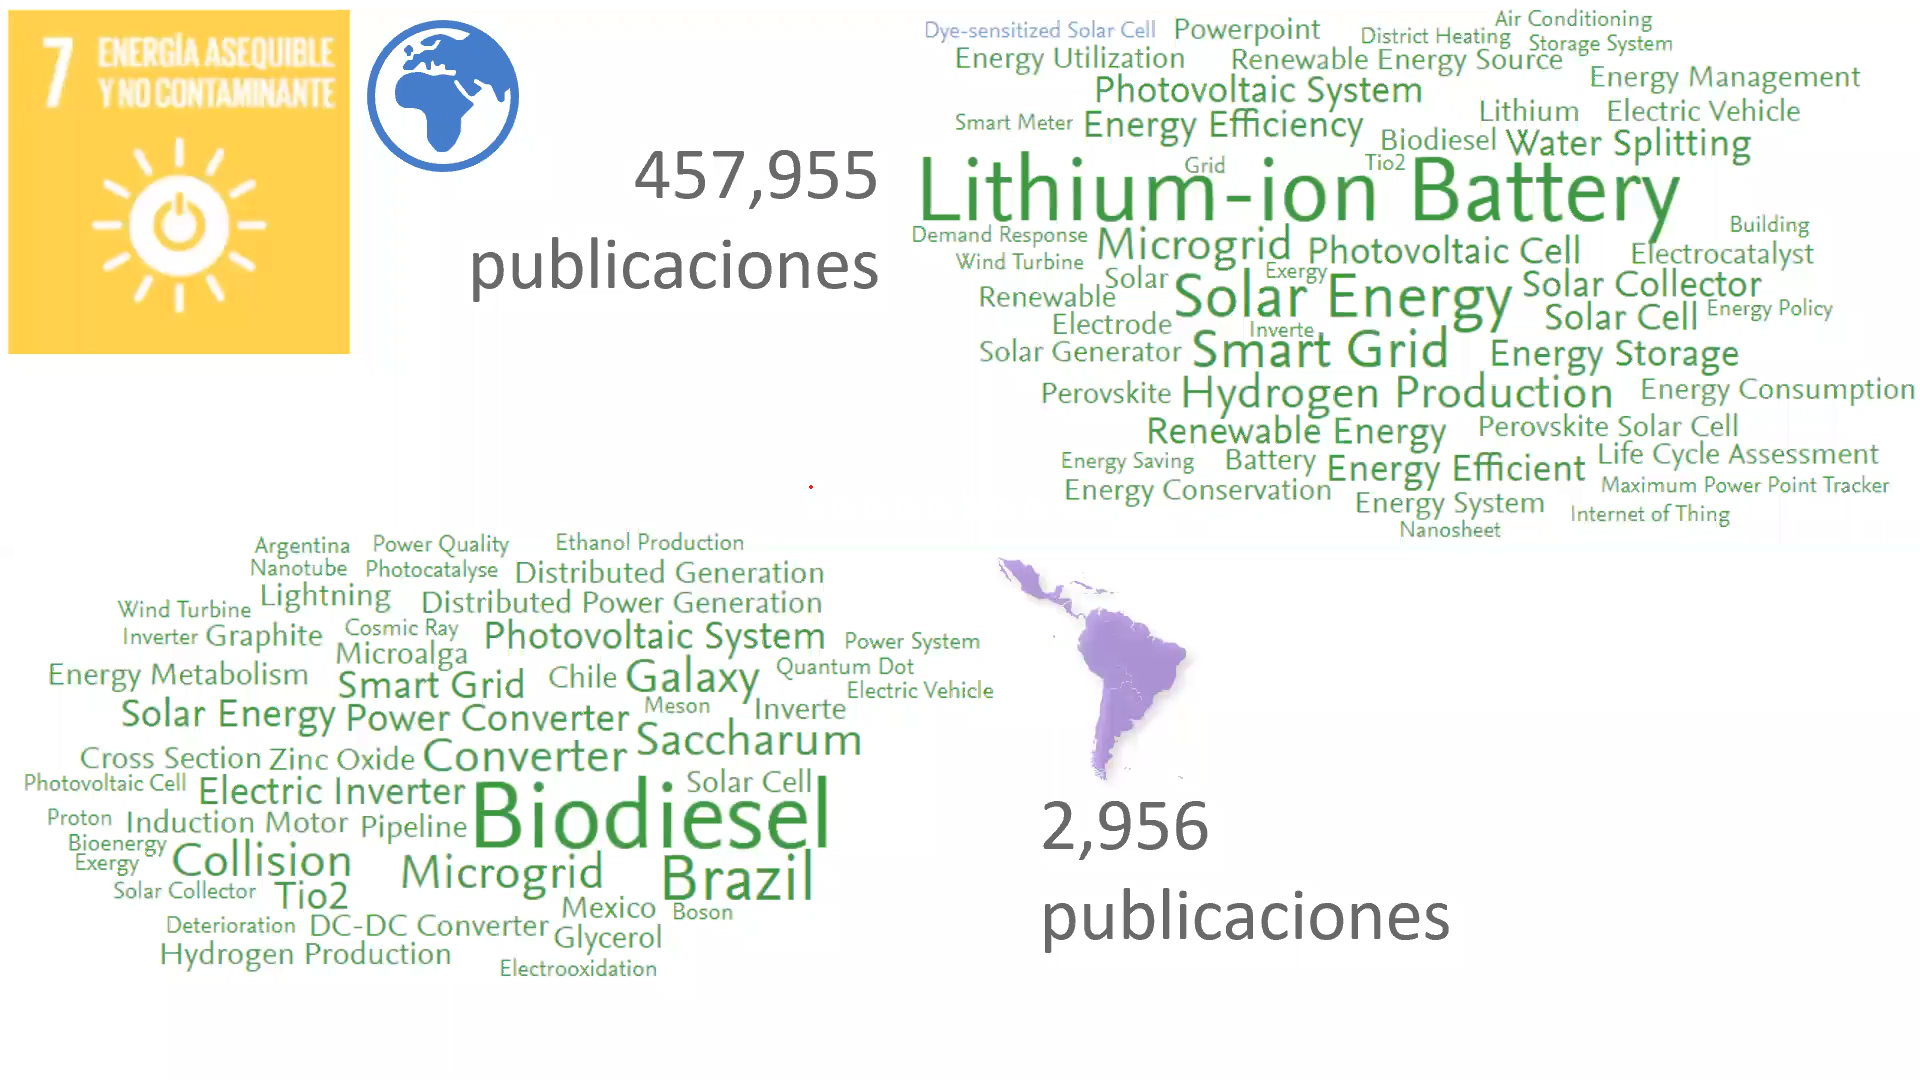 7 ENERGÍA ASEQUIBLE
Y NO CONTAMINANTE
457,955
publicaciones
Dye-sensitized Solar Cell Powerpoint District Heating Air Conditioning
Storage System
Energy Utilization Renewable Energy Source Energy Management
Photovoltaic System Lithium Electric Vehicle
Smart Meter Energy Efficiency Biodiesel Water Splitting
Grid Tio2
Lithium-ion Battery
Building
Demand Response Microgrid Photovoltaic Cell Electrocatalyst
Wind Turbine Solar Exergy
Renewable Solar Energy Solar Collector
Electrode Inverte Solar Cell Energy Policy
Solar Generator Smart Grid Energy Storage
Perovskite Hydrogen Production Energy Consumption
Renewable Energy Perovskite Solar Cell
Energy Saving Battery Energy Efficient Life Cycle Assessment
Energy Conservation Energy System Maximum Power Point Tracker
Internet of Thing
Nanosheet
Argentina Power Quality Ethanol Production
Nanotube Photocatalyse Distributed Generation
Wind Turbine Lightning Distributed Power Generation
Inverter Graphite Cosmic Ray Photovoltaic System Power System
Microalga
Energy Metabolism Smart Grid Chile Galaxy Quantum Dot
Electric Vehicle
Solar Energy Power Converter Meson Inverte
Cross Section Zinc Oxide Converter Saccharum
Photovoltaic Cell Electric Inverter Solar Cell
Proton Induction Motor Pipeline Biodiesel
Bioenergy
Exergy Collision Microgrid Brazil
Solar Collector Tio2
Deterioration DC-DC Converter Mexico Boson
Glycerol
Hydrogen Production
Electrooxidation
2,956
publicaciones